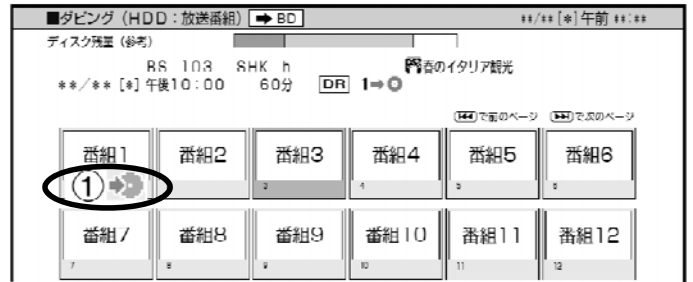 ■ダビング（HDD：放送番組）➡BD **/**[*]午前 **:**
ディスク残量（参考）
BS 103 SHK h 春のイタリア観光
**/** [*] 午後10:00 60分 DR 1⇒
で前のページ で次のページ
番組1 番組2 番組3 番組4 番組5 番組6
① 3 4 5 6
番組7 番組8 番組9 番組10 番組11 番組12
7 8 9 10 11 12